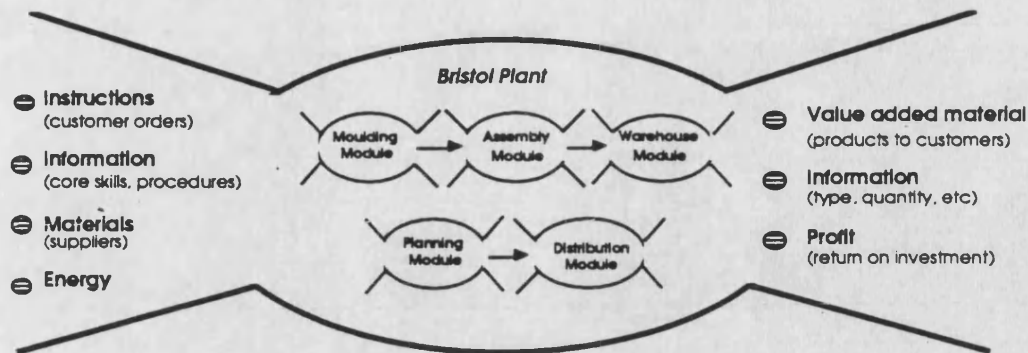 Bristol Plant
Instructions
(customer orders)
Information
(core skills, procedures)
Materials
(suppliers)
Energy
Moulding
Module
Assembly
Module
Warehouse
Module
Planning
Module
Distribution
Module
Value added material
(products to customers)
Information
(type, quantity, etc)
Profit
(return on investment)